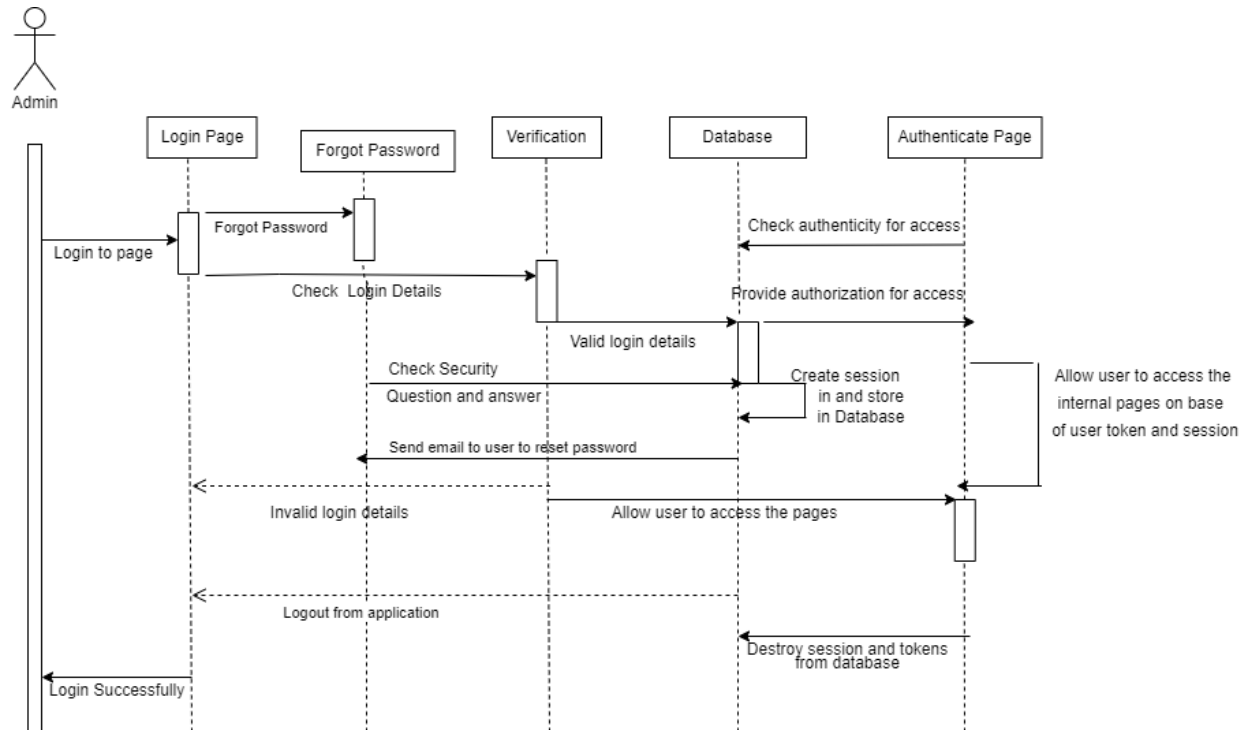 Admin
Login Page
Forgot Password
Verification
Database
Authenticate Page
Forgot Password
Check authenticity for access
Login to page
Check Login Details
Provide authorization for access
Valid login details
Check Security
Question and answer
Create session
in and store
in Database
Allow user to access the
internal pages on base
of user token and session
Send email to user to reset password
Invalid login details
Allow user to access the pages
Logout from application
Destroy session and tokens
from database
Login Successfully